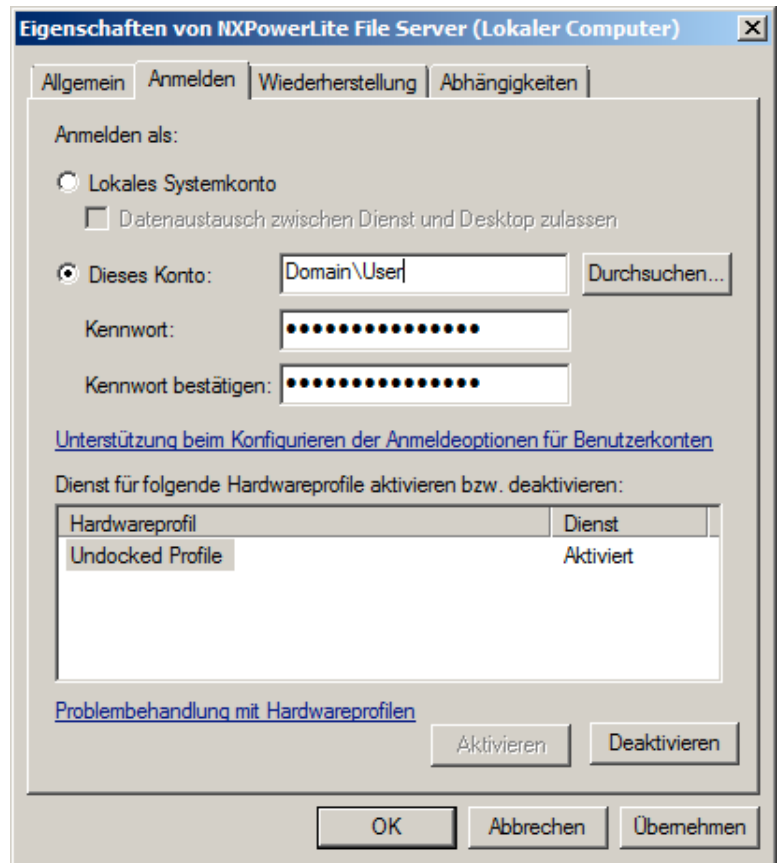 Eigenschaften von NXPowerLite File Server (Lokaler Computer)
Allgemein Anmelden Wiederherstellung Abhängigkeiten
Anmelden als:
Lokales Systemkonto
Datenaustausch zwischen Dienst und Desktop zulassen
Dieses Konto: Domain\User Durchsuchen...
Kennwort: ●●●●●●●●●●●●●●●
Kennwort bestätigen: ●●●●●●●●●●●●●●●
Unterstützung beim Konfigurieren der Anmeldeoptionen für Benutzerkonten
Dienst für folgende Hardwareprofile aktivieren bzw. deaktivieren:
Hardwareprofil Dienst
Undocked Profile Aktiviert
Problembehandlung mit Hardwareprofilen
Aktivieren Deaktivieren
OK Abbrechen Übernehmen